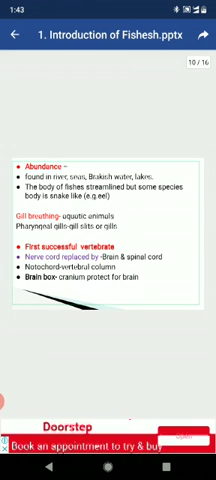 1:43
1. Introduction of Fishesh.pptx
10 / 16
Abundance –
found in river, seas, Brakish water, lakes.
The body of fishes streamlined but some species
body is snake like (e.g.eel)
Gill breathing- aquatic animals
Pharyngeal gills-gill slits or gills
First successful vertebrate
Nerve cord replaced by -Brain & spinal cord
Notochord-vertebral column
Brain box- cranium protect for brain
Doorstep
Book an appointment to try & buy
Open